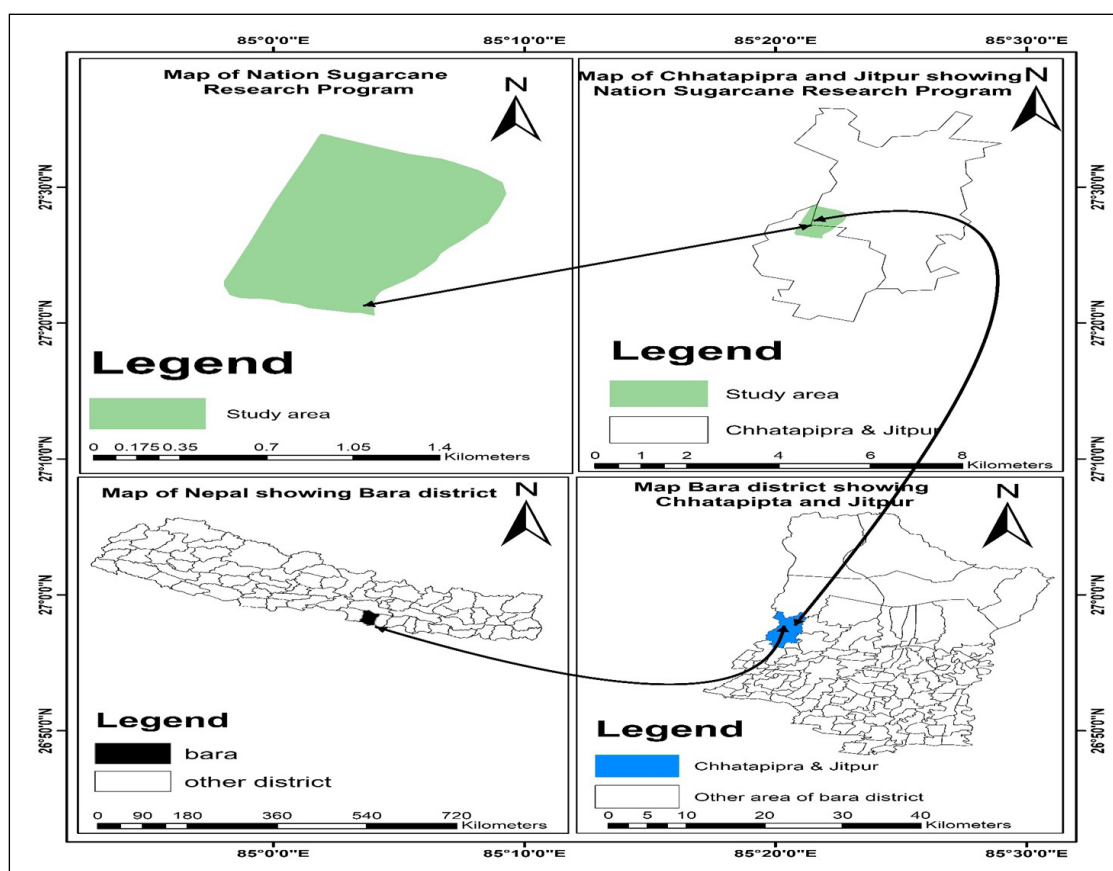 85°0'0"E 85°10'0"E 85°20'0"E 85°30'0"E
Map of Nation Sugarcane
Research Program
N
27°30'0"N
27°20'0"N
27°10'0"N
Legend
Study area
0 0.175 0.35 0.7 1.05 1.4
Kilometers
Map of Chhatapipra and Jitpur showing
Nation Sugarcane Research Program
N
27°30'0"N
27°20'0"N
27°10'0"N
Legend
Study area
Chhatapipra & Jitpur
0 1 2 4 6 8
Kilometers
Map of Nepal showing Bara district
N
27°0'0"N
26°50'0"N
Legend
bara
other district
0 90 180 360 540 720
Kilometers
Map Bara district showing
Chhatapipta and Jitpur
N
27°0'0"N
26°50'0"N
Legend
Chhatapipra & Jitpur
Other area of bara district
0 5 10 20 30 40
Kilometers
85°0'0"E 85°10'0"E 85°20'0"E 85°30'0"E